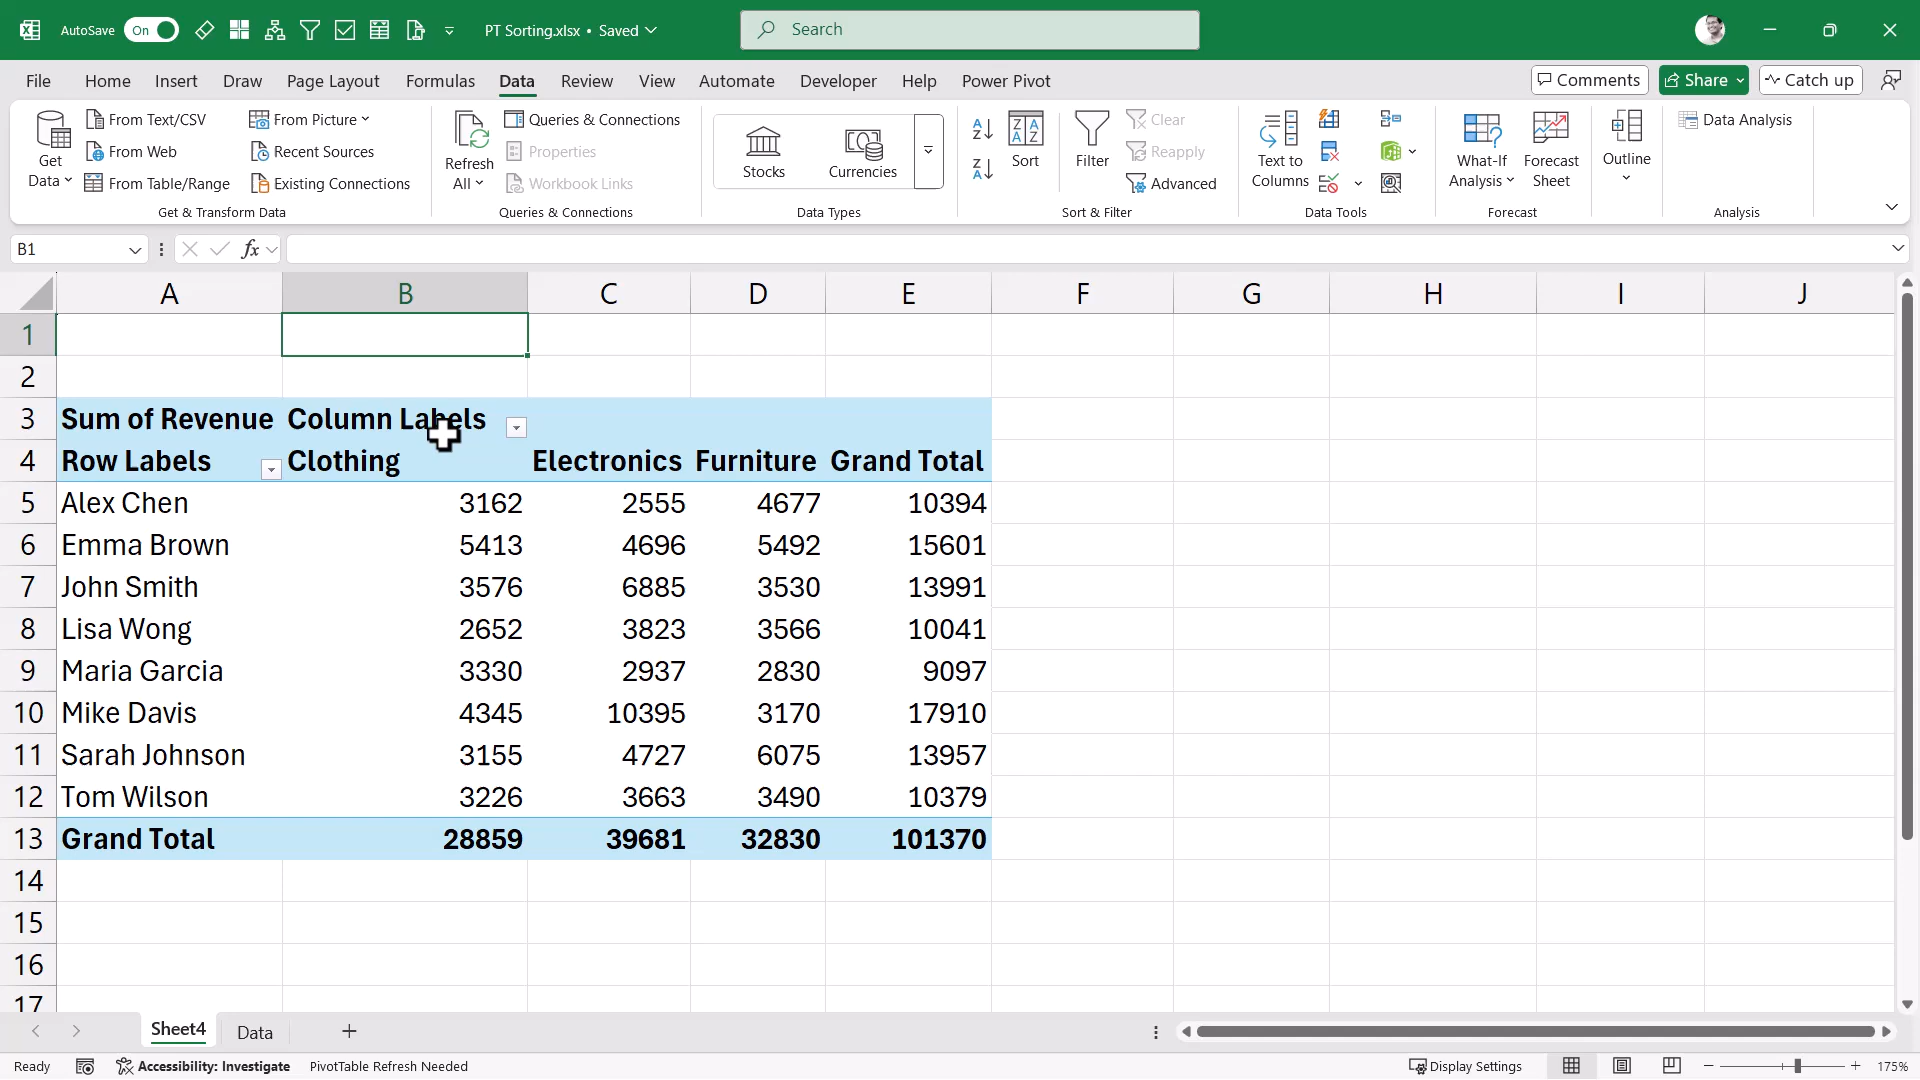 AutoSave On PT Sorting.xlsx • Saved Search
File Home Insert Draw Page Layout Formulas Data Review View Automate Developer Help Power Pivot Comments Share Catch up
Get Data
From Text/CSV
From Web
From Table/Range
From Picture
Recent Sources
Existing Connections
Get & Transform Data
Refresh All
Queries & Connections
Properties
Workbook Links
Queries & Connections
Stocks Currencies
Data Types
Sort
Filter
Clear
Reapply
Advanced
Sort & Filter
Text to Columns
Data Tools
What-If Analysis
Forecast Sheet
Forecast
Outline
Data Analysis
Analysis
B1 fx
A B C D E F G H I J
1
2
3 Sum of Revenue Column Labels
4 Row Labels Clothing Electronics Furniture Grand Total
5 Alex Chen 3162 2555 4677 10394
6 Emma Brown 5413 4696 5492 15601
7 John Smith 3576 6885 3530 13991
8 Lisa Wong 2652 3823 3566 10041
9 Maria Garcia 3330 2937 2830 9097
10 Mike Davis 4345 10395 3170 17910
11 Sarah Johnson 3155 4727 6075 13957
12 Tom Wilson 3226 3663 3490 10379
13 Grand Total 28859 39681 32830 101370
14
15
16
17
Sheet4 Data
Ready Accessibility: Investigate PivotTable Refresh Needed Display Settings 175%